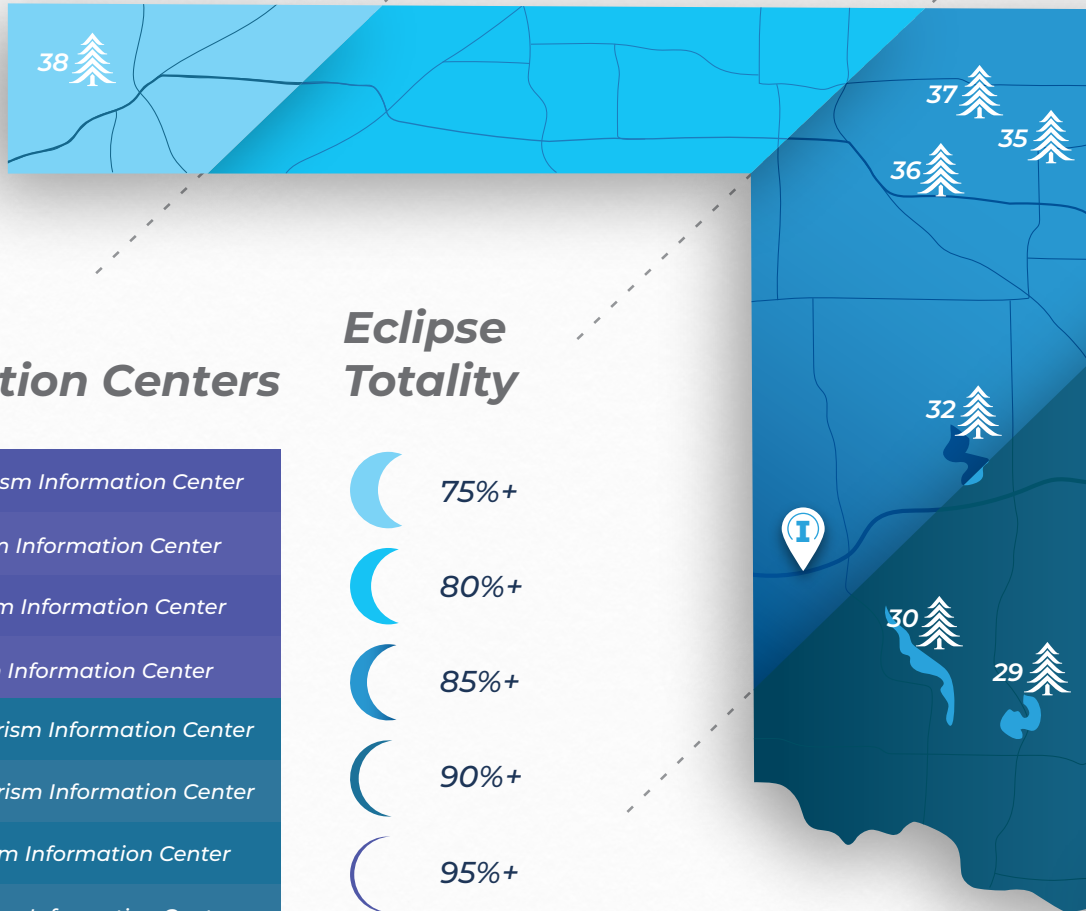 38
37
35
36
Eclipse
Totality
tion Centers
32
75%+
80%+
85%+
90%+
95%+
sm Information Center
m Information Center
m Information Center
Information Center
rism Information Center
rism Information Center
m Information Center
I
30
29